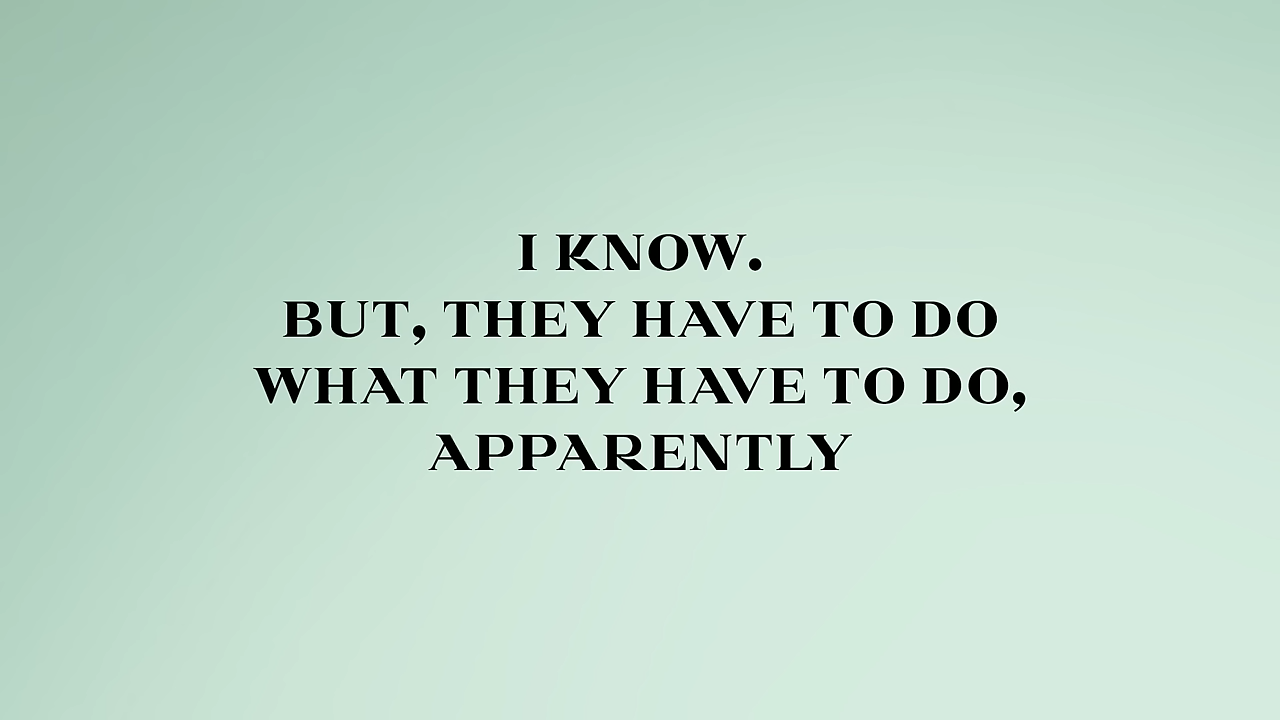 I KNOW.
BUT, THEY HAVE TO DO
WHAT THEY HAVE TO DO,
APPARENTLY